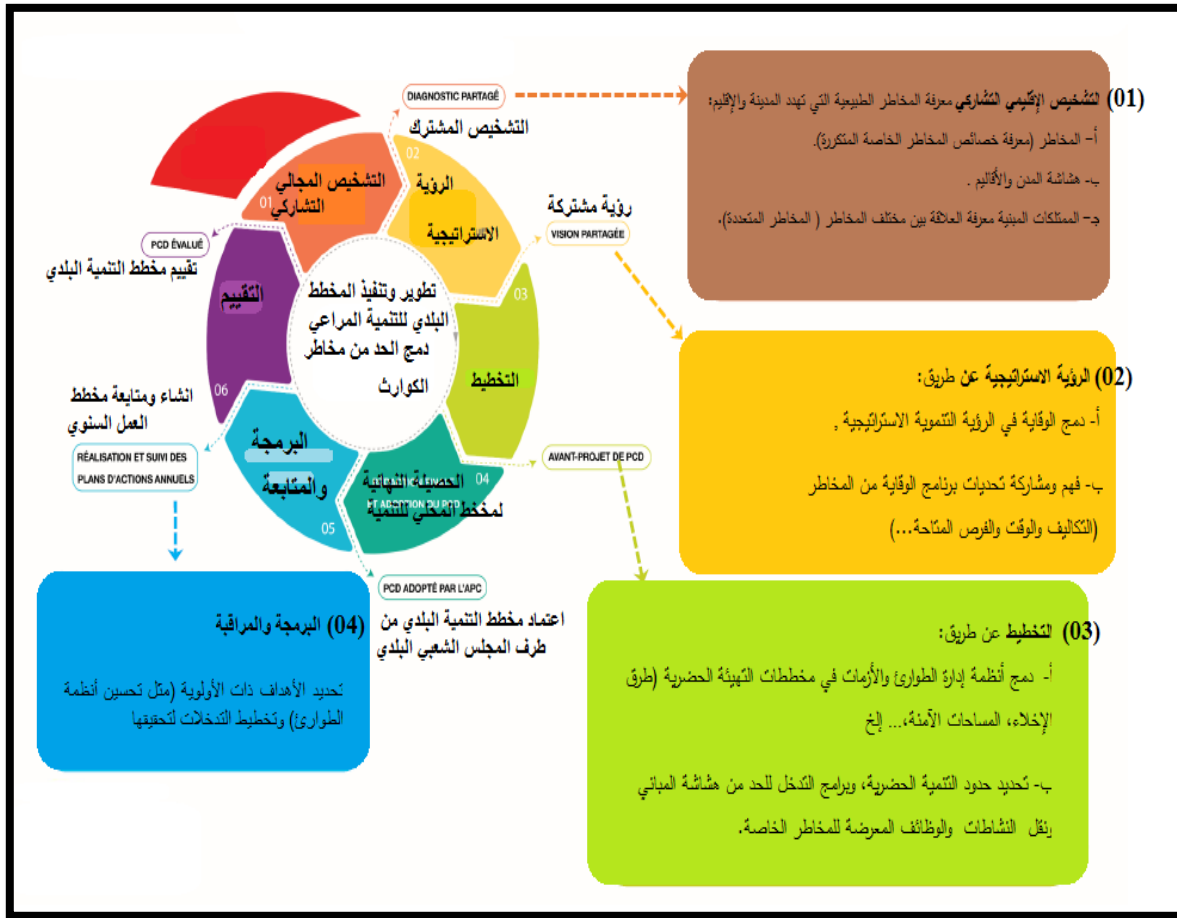 DIAGNOSTIC PARTAGÉ
التشخيص المشترك
01
التشخيص المجالي
التشاركي
02
الرؤية
الاستراتيجية
رؤية مشتركة
VISION PARTAGÉE
03
التخطيط
AVANT-PROJET DE PCD
04
الحصيلة النهائية
ET ADOPTION DU PCD
لمخطط المحلي للتنمية
PCD ADOPTÉ PAR L'APC
اعتماد مخطط التنمية البلدي من
طرف المجلس الشعبي البلدي
05
البرمجة
والمتابعة
انشاء ومتابعة مخطط
العمل السنوي
RÉALISATION ET SUIVI DES
PLANS D'ACTIONS ANNUELS
06
التقييم
PCD ÉVALUÉ
تقييم مخطط التنمية البلدي
تطوير وتنفيذ المخطط
البلدي للتنمية المراعي
دمج الحد من مخاطر
الكوارث
(01) التشخيص الإقليمي التشاركي معرفة المخاطر الطبيعية التي تهدد المدينة والإقليم:
أ- المخاطر (معرفة خصائص المخاطر الخاصة المتكررة).
ب- هشاشة المدن والأقاليم .
جـ- الممتلكات المبنية معرفة العلاقة بين مختلف المخاطر ( المخاطر المتعددة).
(02) الرؤية الاستراتيجية عن طريق:
أ- دمج الوقاية في الرؤية التنموية الاستراتيجية ,
ب- فهم ومشاركة تحديات برنامج الوقاية من المخاطر
(التكاليف والوقت والفرص المتاحة...)
(03) التخطيط عن طريق:
أ- دمج أنظمة إدارة الطوارئ والأزمات في مخططات التهيئة الحضرية (طرق
الإخلاء، المساحات الآمنة،... إلخ
ب- تحديد حدود التنمية الحضرية، وبرامج التدخل للحد من هشاشة المباني
ونقل النشاطات والوظائف المعرضة للمخاطر الخاصة.
(04) البرمجة والمراقبة
تحديد الأهداف ذات الأولوية (مثل تحسين أنظمة
الطوارئ) وتخطيط التدخلات لتحقيقها